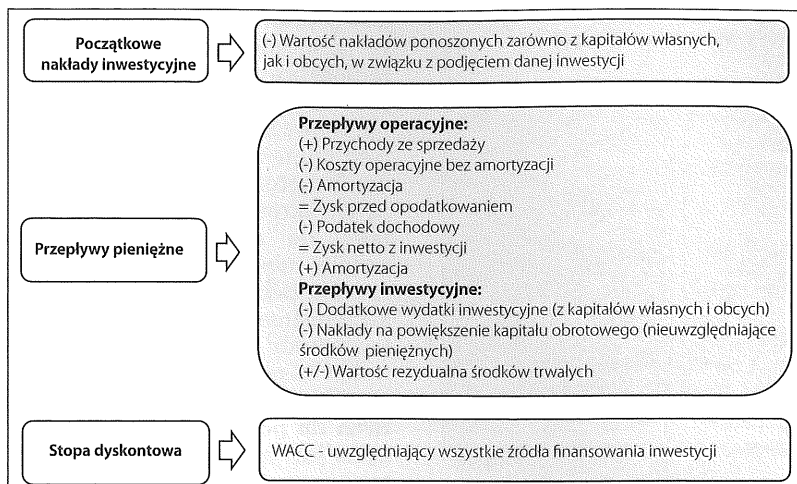 Początkowe
nakłady inwestycyjne
(-) Wartość nakładów ponoszonych zarówno z kapitałów własnych,
jak i obcych, w związku z podjęciem danej inwestycji
Przepływy pieniężne
Przepływy operacyjne:
(+) Przychody ze sprzedaży
(-) Koszty operacyjne bez amortyzacji
(-) Amortyzacja
= Zysk przed opodatkowaniem
(-) Podatek dochodowy
= Zysk netto z inwestycji
(+) Amortyzacja
Przepływy inwestycyjne:
(-) Dodatkowe wydatki inwestycyjne (z kapitałów własnych i obcych)
(-) Nakłady na powiększenie kapitału obrotowego (nieuwzględniające
środków pieniężnych)
(+/-) Wartość rezydualna środków trwałych
Stopa dyskontowa
WACC - uwzględniający wszystkie źródła finansowania inwestycji